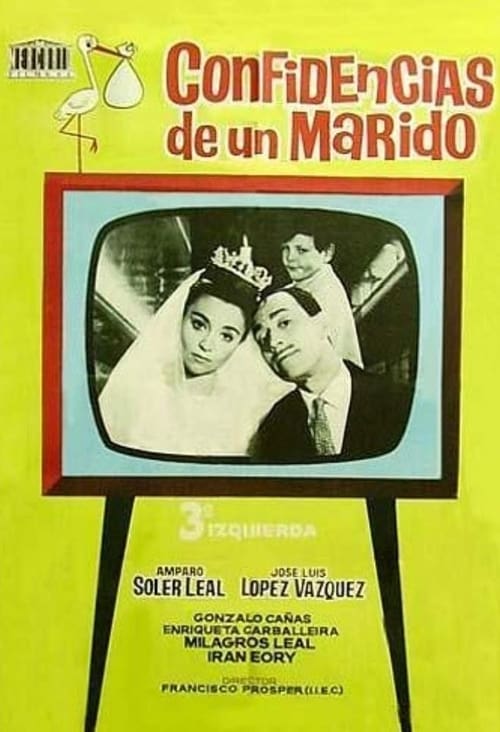 CONFIDENCIAS
de un MARIDO
3º
IZQUIERDA
AMPARO
SOLER LEAL
JOSE LUIS
LOPEZ VAZQUEZ
GONZALO CAÑAS
ENRIQUETA CARBALLEIRA
MILAGROS LEAL
IRAN EORY
DIRECTOR
FRANCISCO PROSPER (I.I.E.C.)